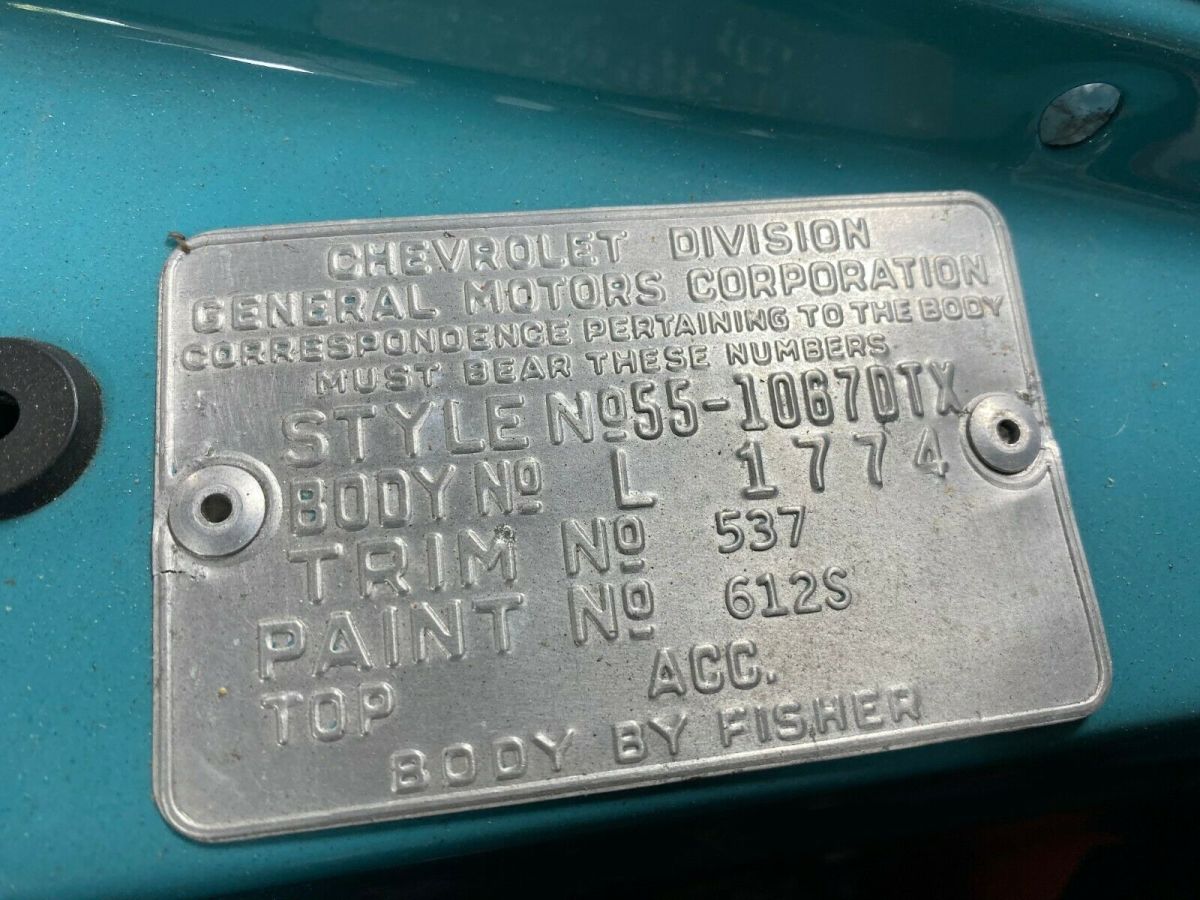 CHEVROLET DIVISION
GENERAL MOTORS CORPORATION
CORRESPONDENCE PERTAINING TO THE BODY
MUST BEAR THESE NUMBERS
STYLE Nº 55-1067DTX
BODY Nº L 1774
TRIM Nº 537
PAINT Nº 612S
TOP ACC.
BODY BY FISHER